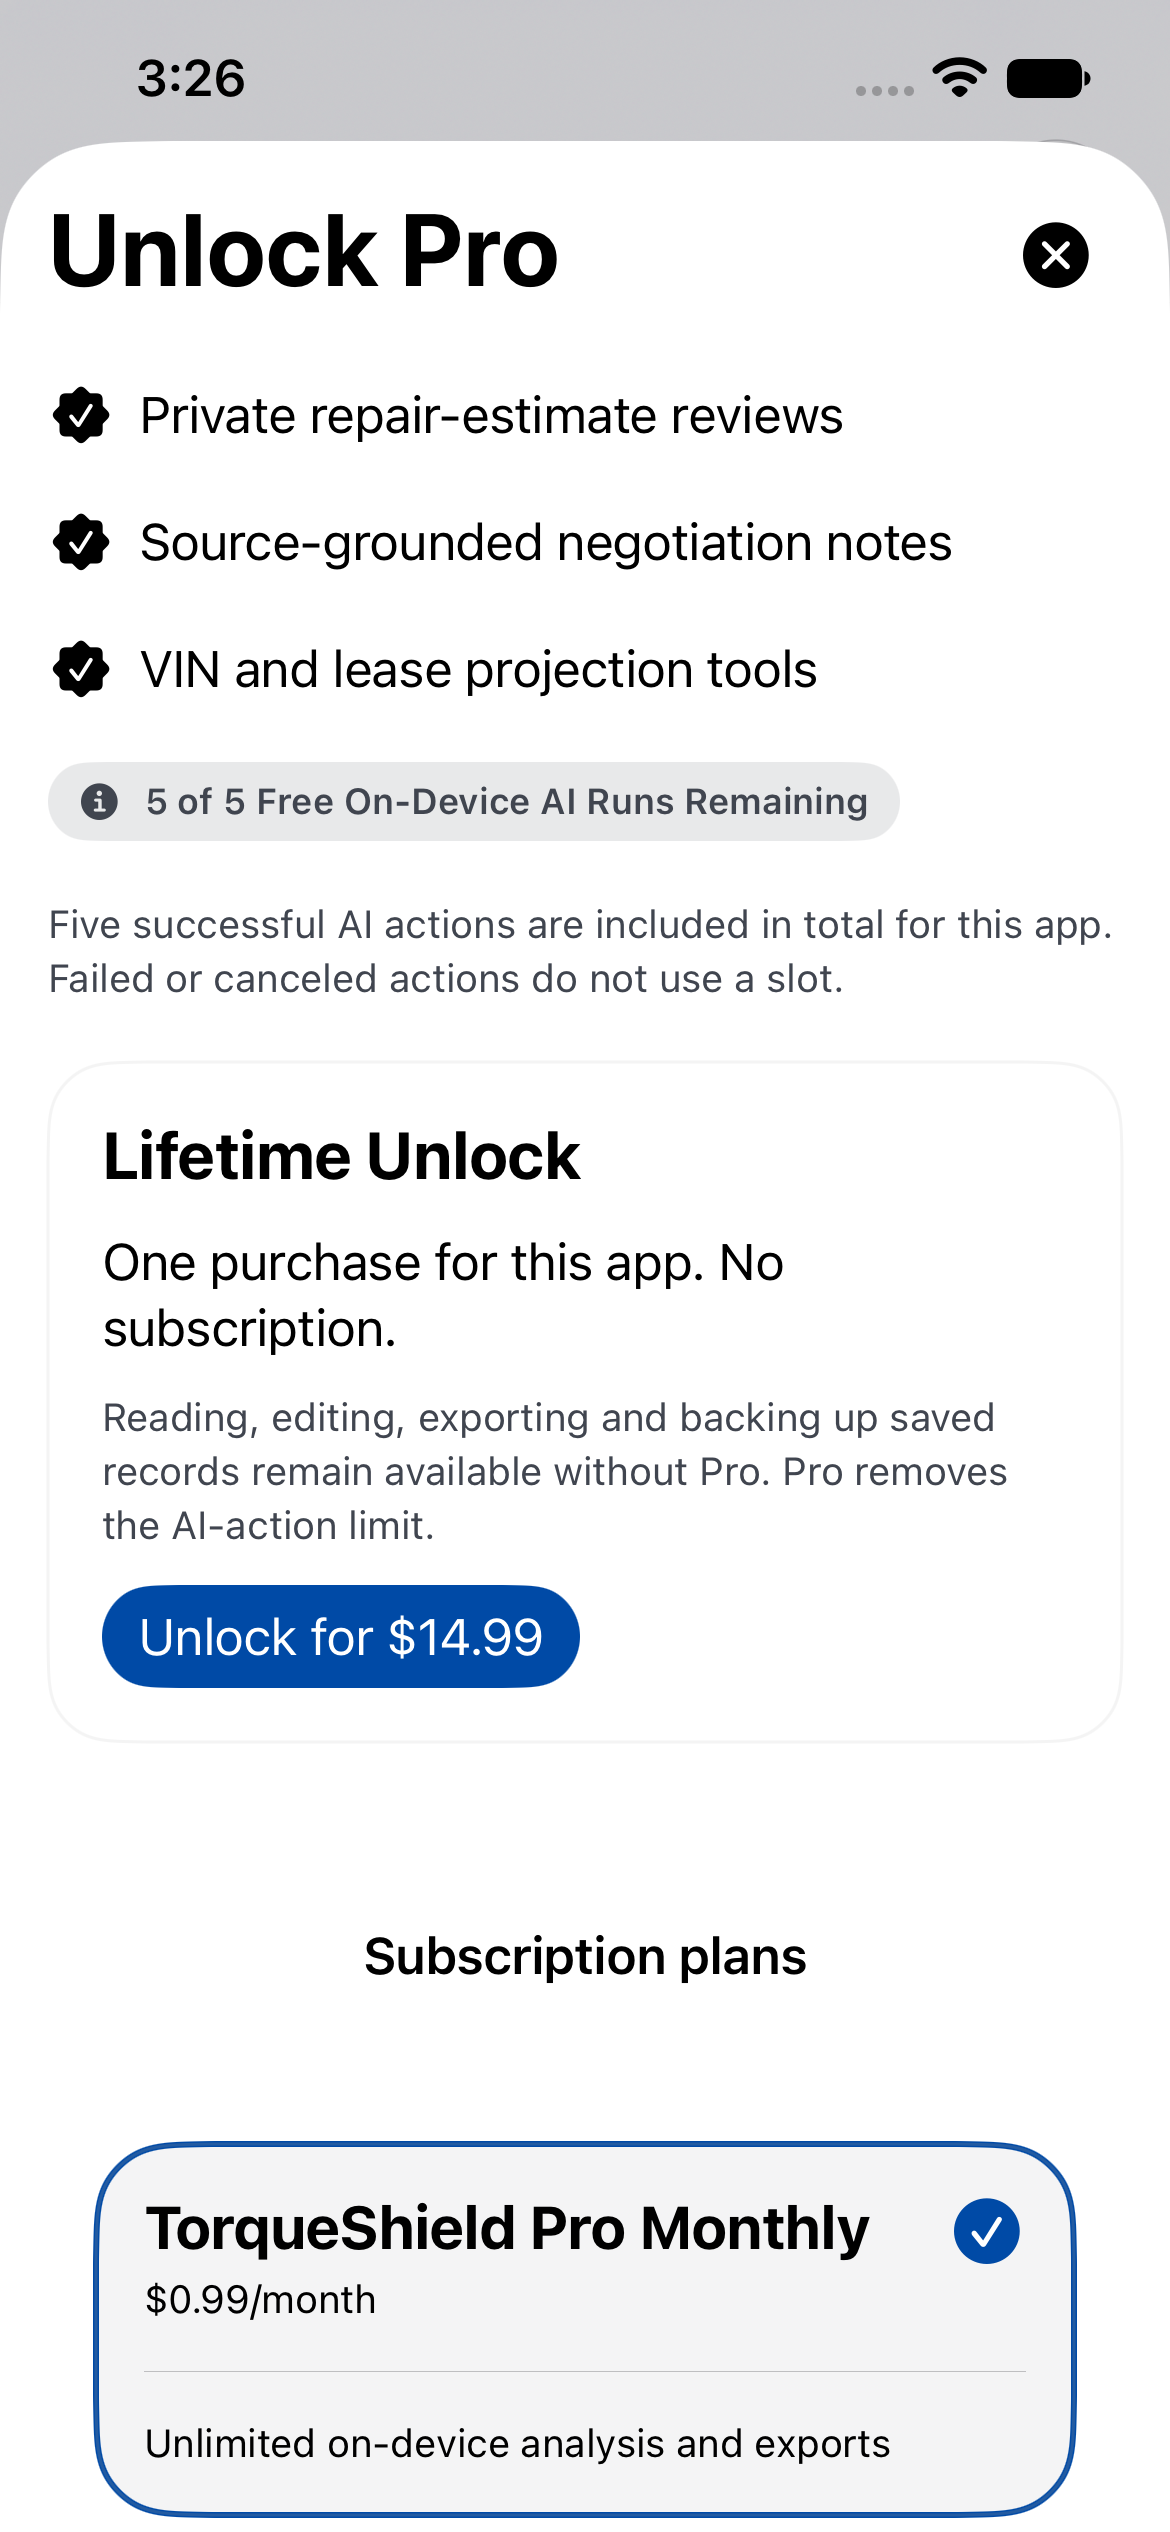 3:26
Unlock Pro
Private repair-estimate reviews
Source-grounded negotiation notes
VIN and lease projection tools
5 of 5 Free On-Device AI Runs Remaining
Five successful AI actions are included in total for this app.
Failed or canceled actions do not use a slot.
Lifetime Unlock
One purchase for this app. No
subscription.
Reading, editing, exporting and backing up saved
records remain available without Pro. Pro removes
the AI-action limit.
Unlock for $14.99
Subscription plans
TorqueShield Pro Monthly
$0.99/month
Unlimited on-device analysis and exports